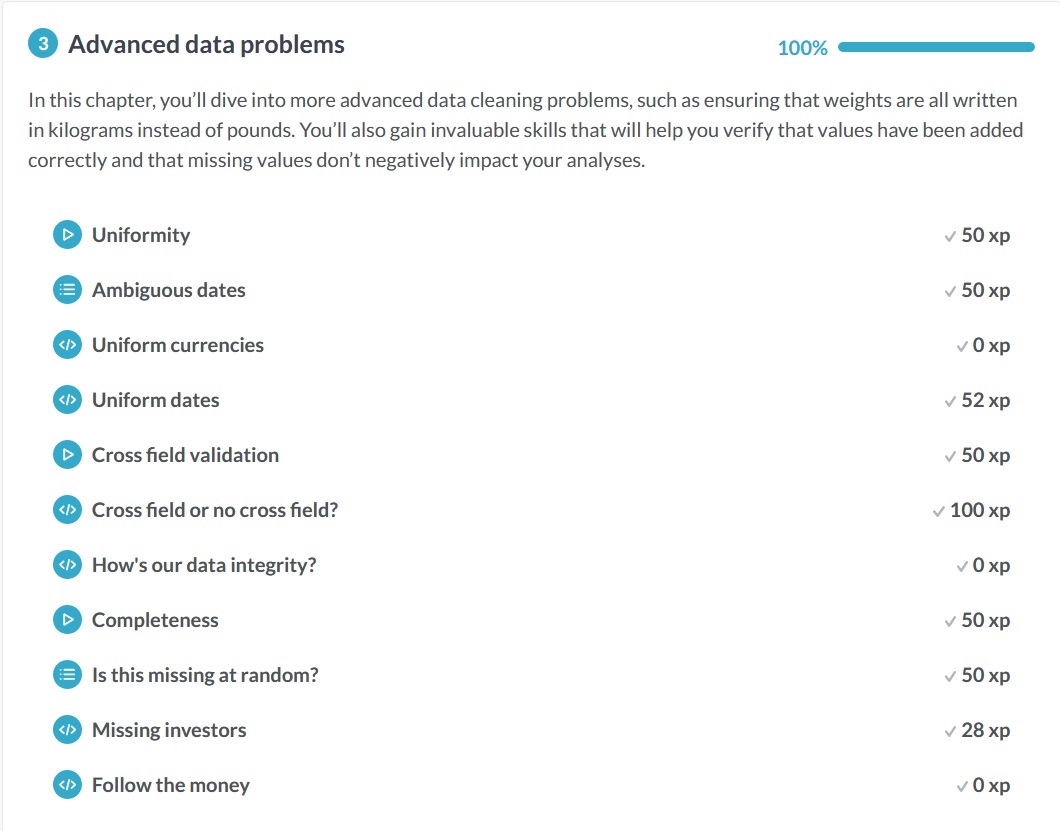 3 Advanced data problems 100%
In this chapter, you’ll dive into more advanced data cleaning problems, such as ensuring that weights are all written
in kilograms instead of pounds. You’ll also gain invaluable skills that will help you verify that values have been added
correctly and that missing values don’t negatively impact your analyses.
Uniformity 50 xp
Ambiguous dates 50 xp
Uniform currencies 0 xp
Uniform dates 52 xp
Cross field validation 50 xp
Cross field or no cross field? 100 xp
How's our data integrity? 0 xp
Completeness 50 xp
Is this missing at random? 50 xp
Missing investors 28 xp
Follow the money 0 xp